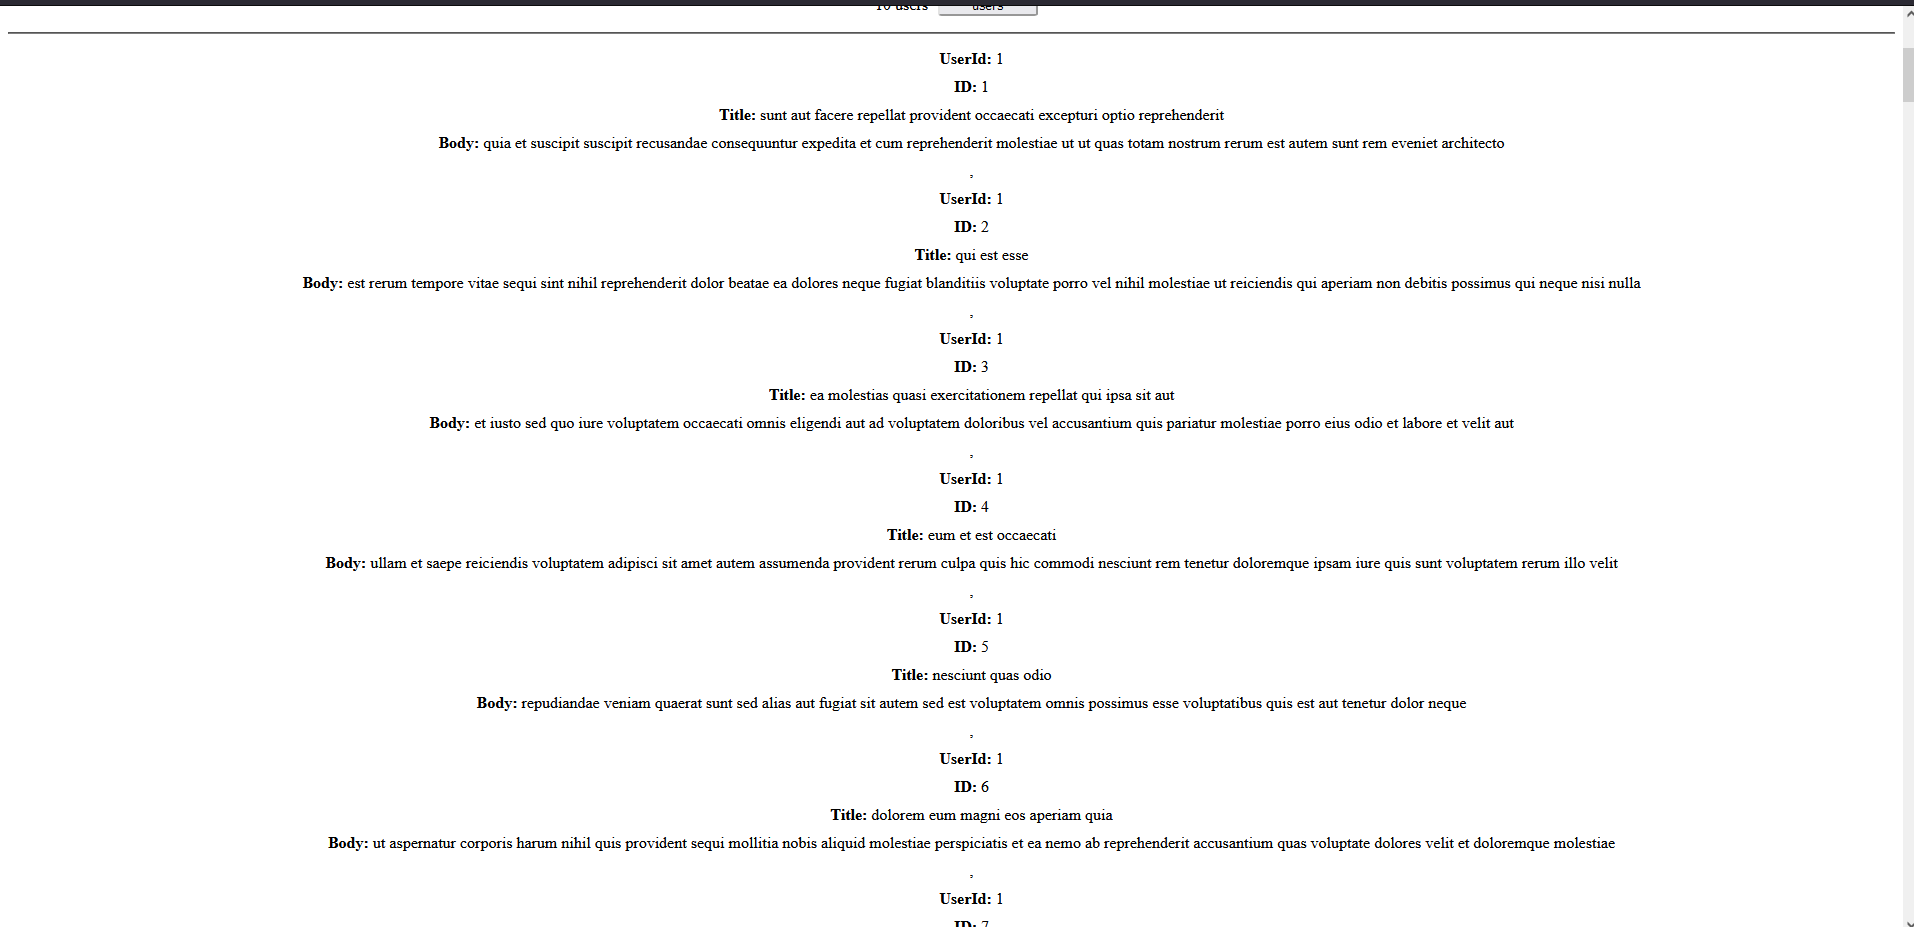 10 users users
UserId: 1
ID: 1
Title: sunt aut facere repellat provident occaecati excepturi optio reprehenderit
Body: quia et suscipit suscipit recusandae consequuntur expedita et cum reprehenderit molestiae ut ut quas totam nostrum rerum est autem sunt rem eveniet architecto
,
UserId: 1
ID: 2
Title: qui est esse
Body: est rerum tempore vitae sequi sint nihil reprehenderit dolor beatae ea dolores neque fugiat blanditiis voluptate porro vel nihil molestiae ut reiciendis qui aperiam non debitis possimus qui neque nisi nulla
,
UserId: 1
ID: 3
Title: ea molestias quasi exercitationem repellat qui ipsa sit aut
Body: et iusto sed quo iure voluptatem occaecati omnis eligendi aut ad voluptatem doloribus vel accusantium quis pariatur molestiae porro eius odio et labore et velit aut
,
UserId: 1
ID: 4
Title: eum et est occaecati
Body: ullam et saepe reiciendis voluptatem adipisci sit amet autem assumenda provident rerum culpa quis hic commodi nesciunt rem tenetur doloremque ipsam iure quis sunt voluptatem rerum illo velit
,
UserId: 1
ID: 5
Title: nesciunt quas odio
Body: repudiandae veniam quaerat sunt sed alias aut fugiat sit autem sed est voluptatem omnis possimus esse voluptatibus quis est aut tenetur dolor neque
,
UserId: 1
ID: 6
Title: dolorem eum magni eos aperiam quia
Body: ut aspernatur corporis harum nihil quis provident sequi mollitia nobis aliquid molestiae perspiciatis et ea nemo ab reprehenderit accusantium quas voluptate dolores velit et doloremque molestiae
,
UserId: 1
ID: 7